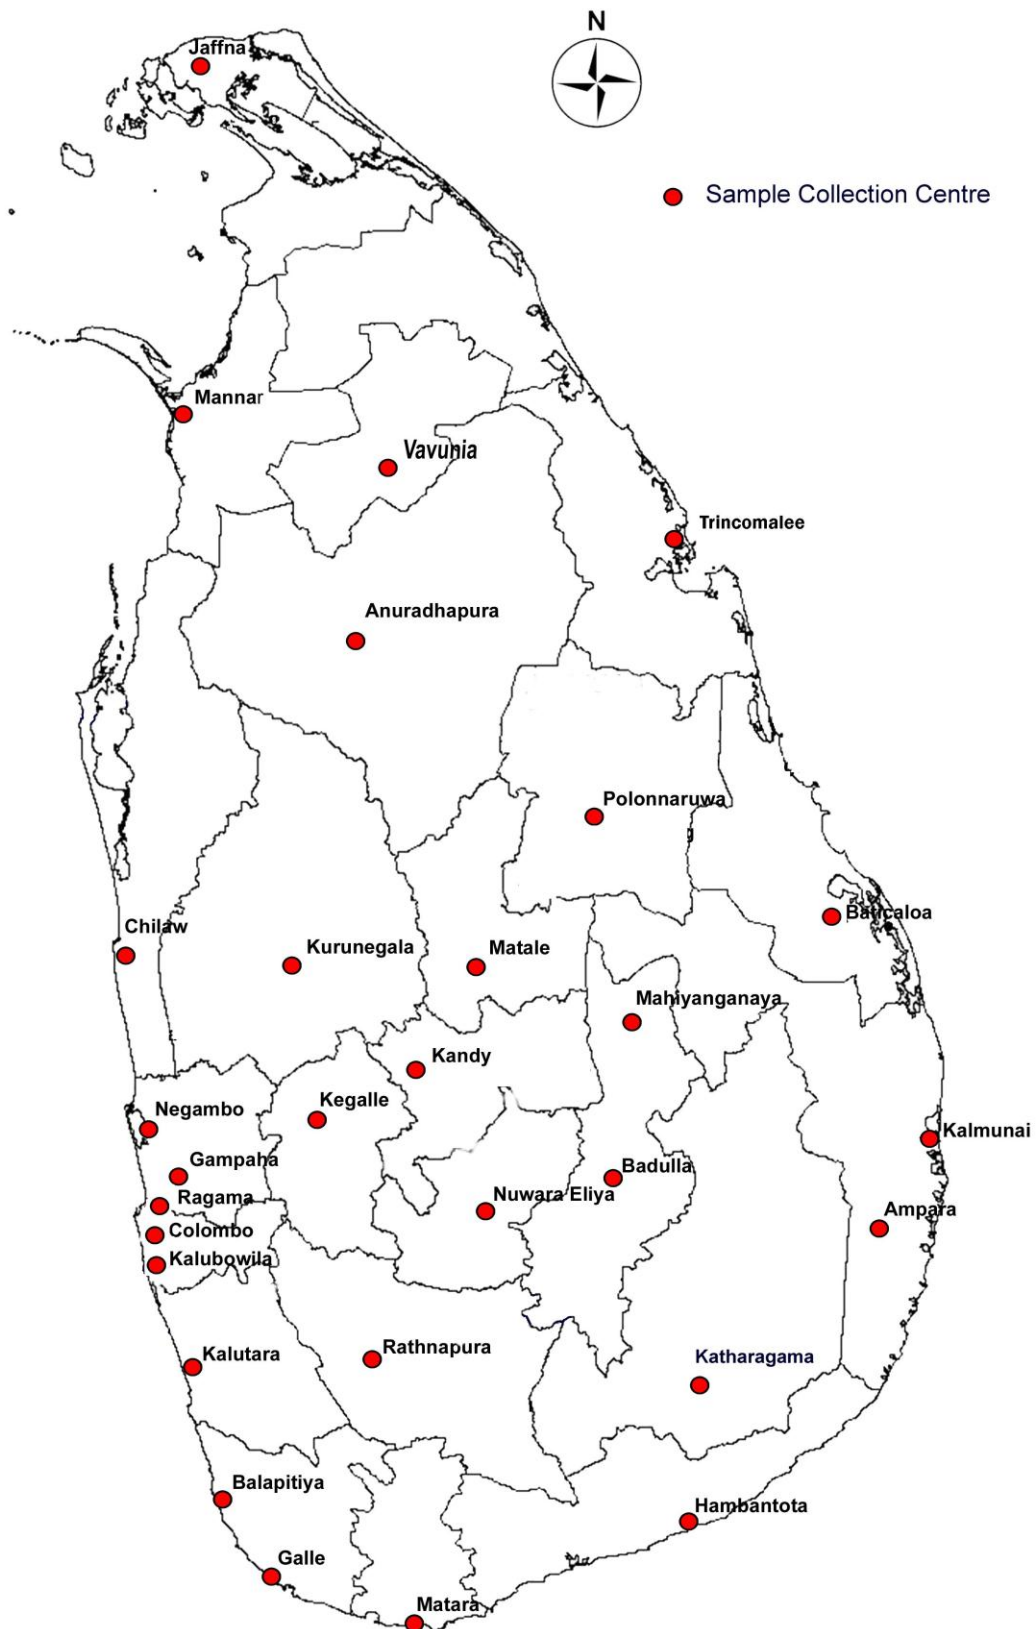 N
Jaffna
Sample Collection Centre
Mannar
Vavunia
Trincomalee
Anuradhapura
Polonnaruwa
Baticaloa
Chilaw
Kurunegala
Matale
Mahiyanganaya
Kandy
Kegalle
Negambo
Kalmunai
Gampaha
Badulla
Nuwara Eliya
Ragama
Ampara
Colombo
Kalubowila
Rathnapura
Katharagama
Kalutara
Balapitiya
Hambantota
Galle
Matara